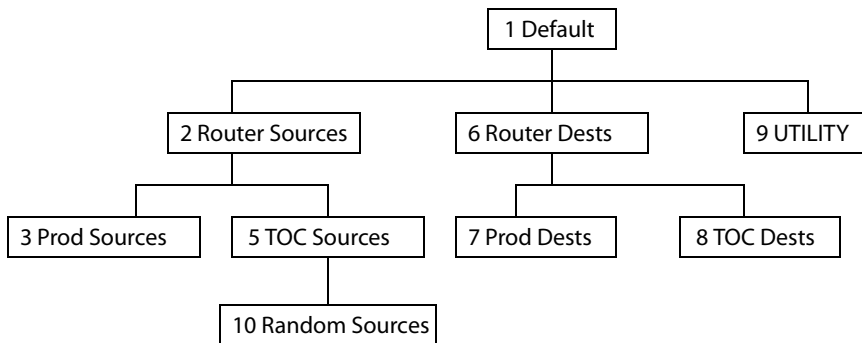 1 Default
2 Router Sources
6 Router Dests
9 UTILITY
3 Prod Sources
5 TOC Sources
7 Prod Dests
8 TOC Dests
10 Random Sources